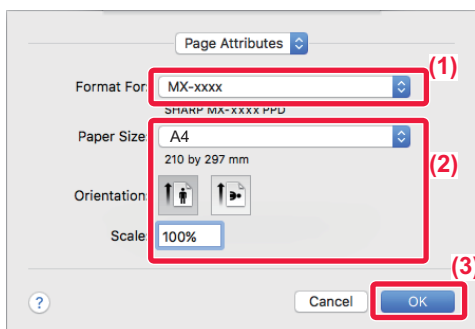 Page Attributes
(1)
Format For: MX-xxxx
SHARP MX-xxxx PPD
Paper Size: A4
210 by 297 mm
(2)
Orientation:
Scale: 100%
(3)
? Cancel OK